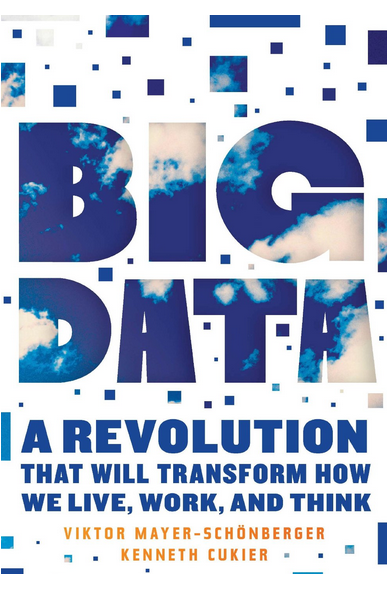 BIG
DATA
A REVOLUTION
THAT WILL TRANSFORM HOW
WE LIVE, WORK, AND THINK
VIKTOR MAYER-SCHÖNBERGER
KENNETH CUKIER